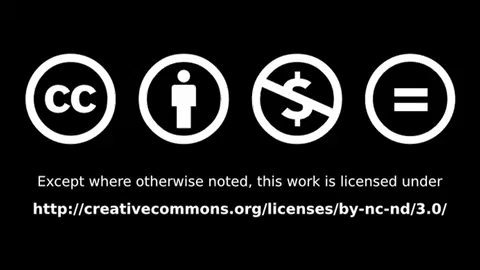 cc
$
=
Except where otherwise noted, this work is licensed under
http://creativecommons.org/licenses/by-nc-nd/3.0/